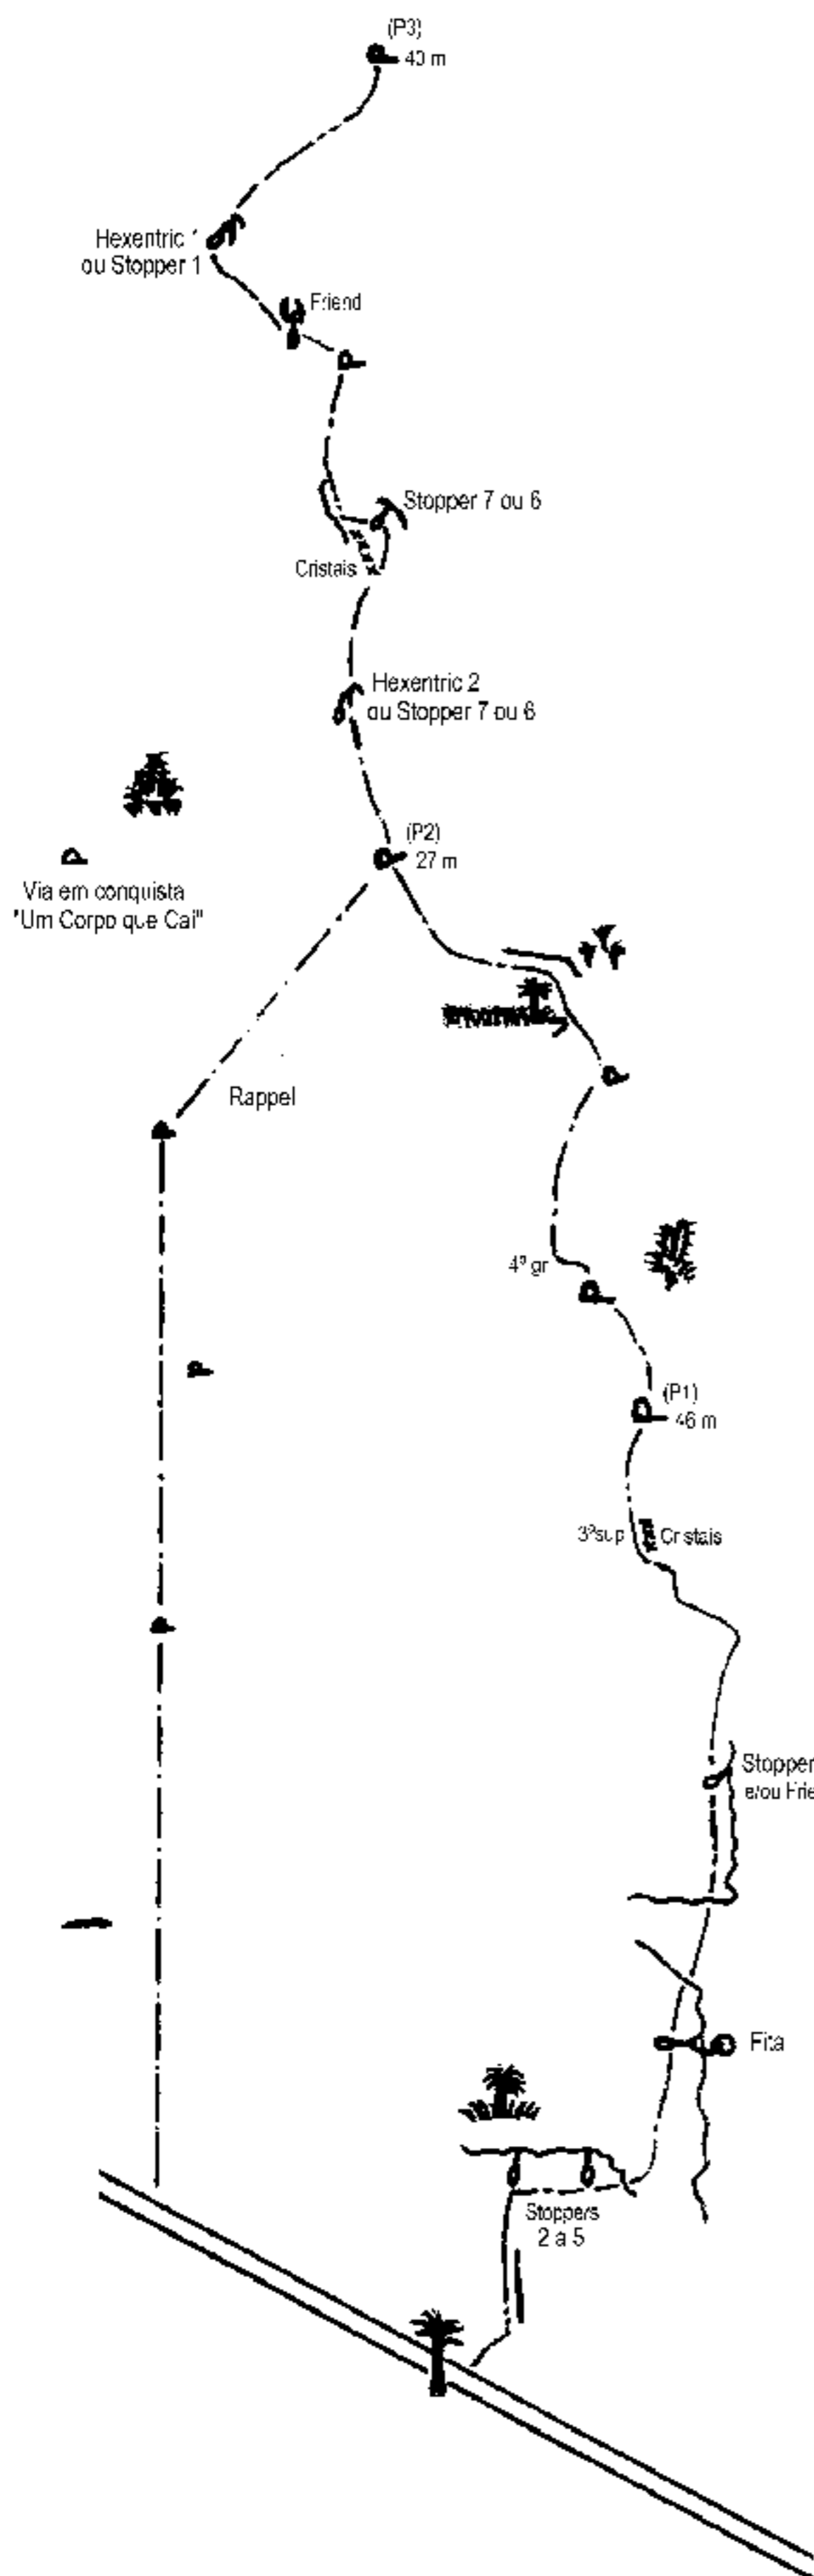 (P3)
40 m
Hexentric 1
ou Stopper 1
Friend
Stopper 7 ou 6
Cristais
Hexentric 2
ou Stopper 7 ou 6
(P2)
27 m
Via em conquista
"Um Corpo que Cai"
Rappel
4º gr
(P1)
46 m
3ºsup
Cristais
Stopper
e/ou Frie
Fita
Stoppers
2 a 5